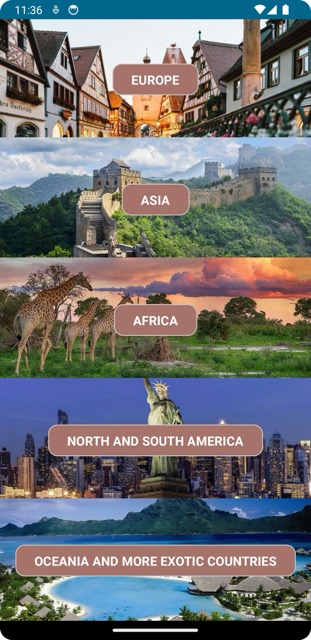 11:36
EUROPE
ASIA
AFRICA
NORTH AND SOUTH AMERICA
OCEANIA AND MORE EXOTIC COUNTRIES